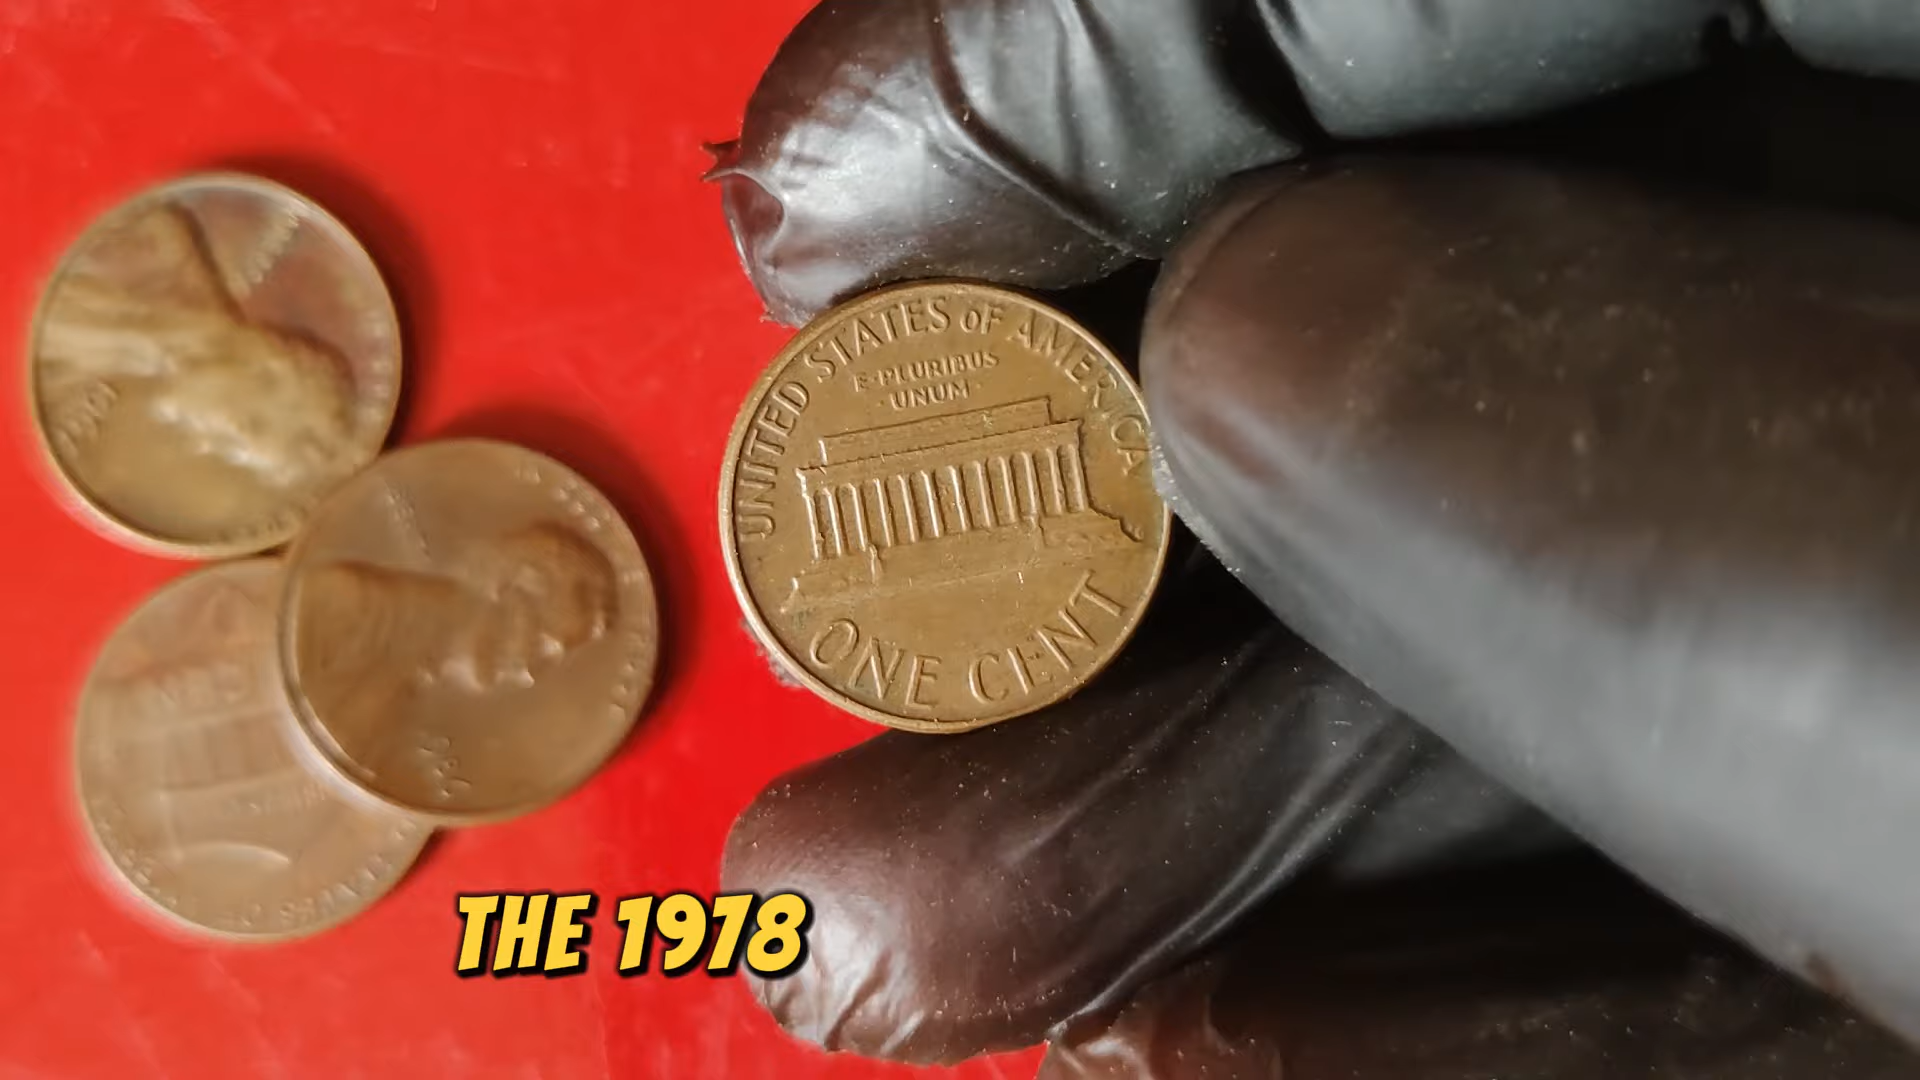 UNITED STATES OF AMERICA
E·PLURIBUS
UNUM
ONE CENT
THE 1978